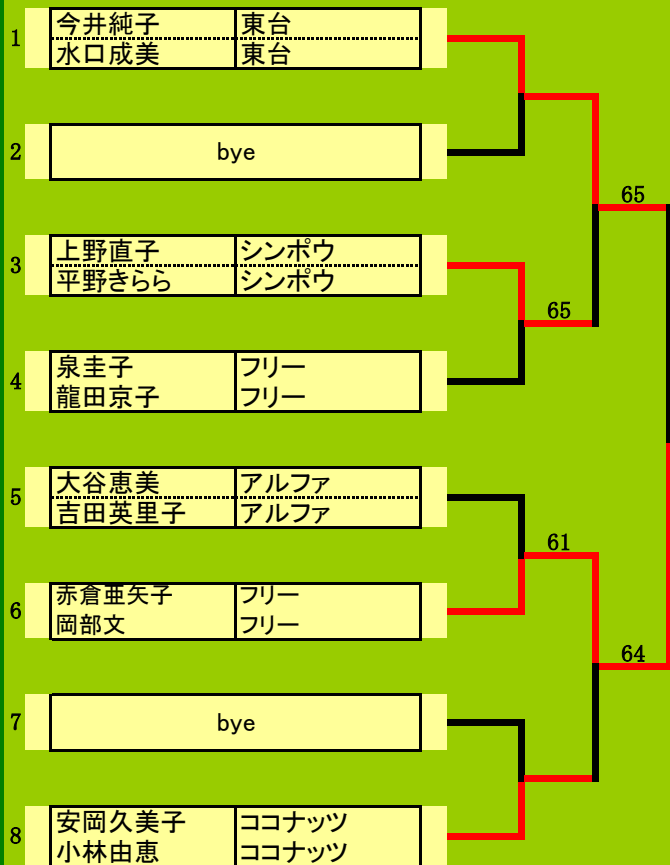 1
今井純子 東台
水口成美 東台
2
bye
65
3
上野直子 シンポウ
平野きらら シンポウ
65
4
泉圭子 フリー
龍田京子 フリー
5
大谷恵美 アルファ
吉田英里子 アルファ
61
6
赤倉亜矢子 フリー
岡部文 フリー
64
7
bye
8
安岡久美子 ココナッツ
小林由恵 ココナッツ